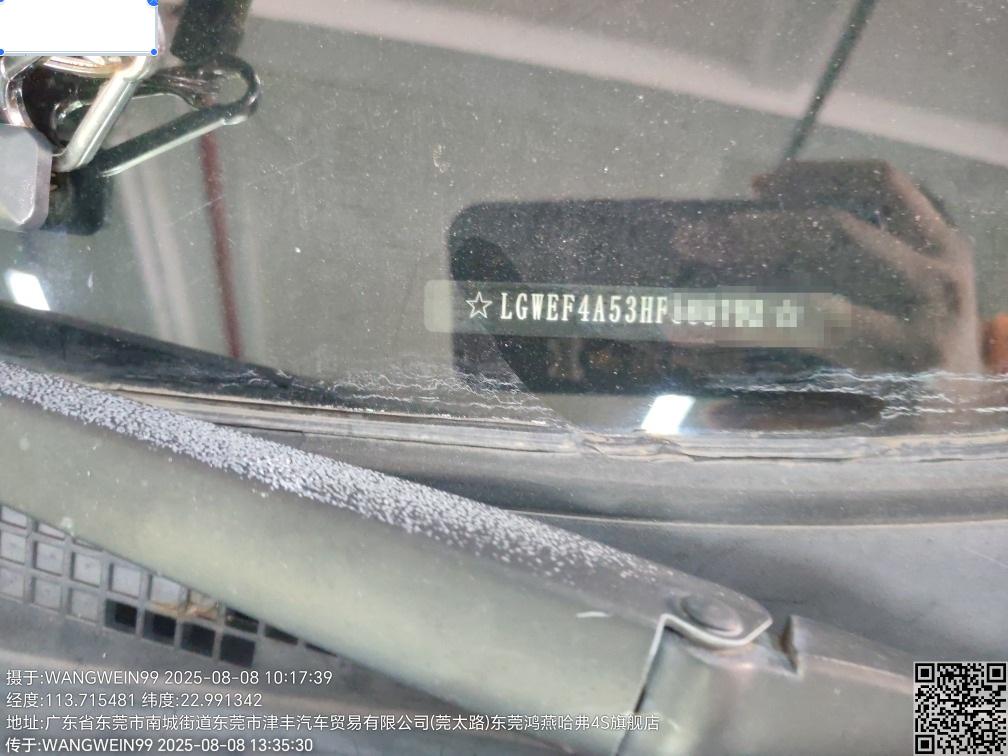 ☆LGWEF4A53HF
摄于:WANGWEIN99 2025-08-08 10:17:39
经度:113.715481 纬度:22.991342
地址:广东省东莞市南城街道东莞市津丰汽车贸易有限公司(莞太路)东莞鸿燕哈弗4S旗舰店
传于:WANGWEIN99 2025-08-08 13:35:30